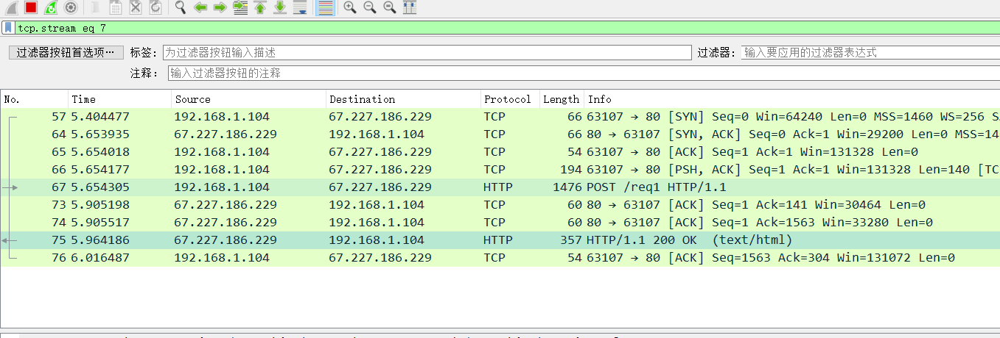 tcp.stream eq 7
过滤器按钮首选项… 标签: 为过滤器按钮输入描述 过滤器: 输入要应用的过滤器表达式
注释: 输入过滤器按钮的注释
No. Time Source Destination Protocol Length Info
57 5.404477 192.168.1.104 67.227.186.229 TCP 66 63107 → 80 [SYN] Seq=0 Win=64240 Len=0 MSS=1460 WS=256 S
64 5.653935 67.227.186.229 192.168.1.104 TCP 66 80 → 63107 [SYN, ACK] Seq=0 Ack=1 Win=29200 Len=0 MSS=14
65 5.654018 192.168.1.104 67.227.186.229 TCP 54 63107 → 80 [ACK] Seq=1 Ack=1 Win=131328 Len=0
66 5.654177 192.168.1.104 67.227.186.229 TCP 194 63107 → 80 [PSH, ACK] Seq=1 Ack=1 Win=131328 Len=140 [TC
67 5.654305 192.168.1.104 67.227.186.229 HTTP 1476 POST /req1 HTTP/1.1
73 5.905198 67.227.186.229 192.168.1.104 TCP 60 80 → 63107 [ACK] Seq=1 Ack=141 Win=30464 Len=0
74 5.905517 67.227.186.229 192.168.1.104 TCP 60 80 → 63107 [ACK] Seq=1 Ack=1563 Win=33280 Len=0
75 5.964186 67.227.186.229 192.168.1.104 HTTP 357 HTTP/1.1 200 OK (text/html)
76 6.016487 192.168.1.104 67.227.186.229 TCP 54 63107 → 80 [ACK] Seq=1563 Ack=304 Win=131072 Len=0